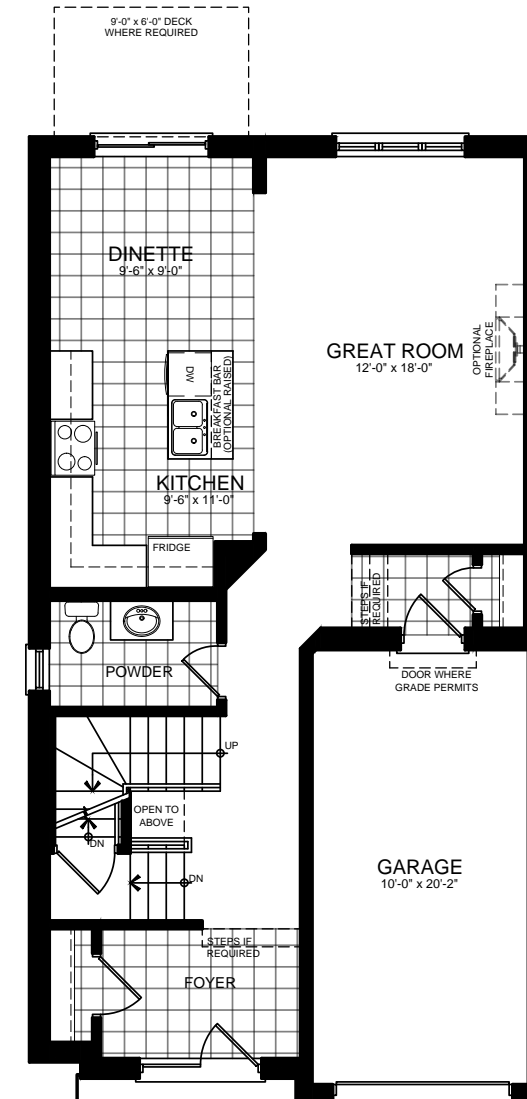 9'-0" x 6'-0" DECK
WHERE REQUIRED
DINETTE
9'-6" x 9'-0"
GREAT ROOM
12'-0" x 18'-0"
OPTIONAL
FIREPLACE
DW
BREAKFAST BAR
(OPTIONAL RAISED)
KITCHEN
9'-6" x 11'-0"
FRIDGE
STEPS IF
REQUIRED
POWDER
DOOR WHERE
GRADE PERMITS
UP
OPEN TO
ABOVE
DN
DN
GARAGE
10'-0" x 20'-2"
STEPS IF
REQUIRED
FOYER